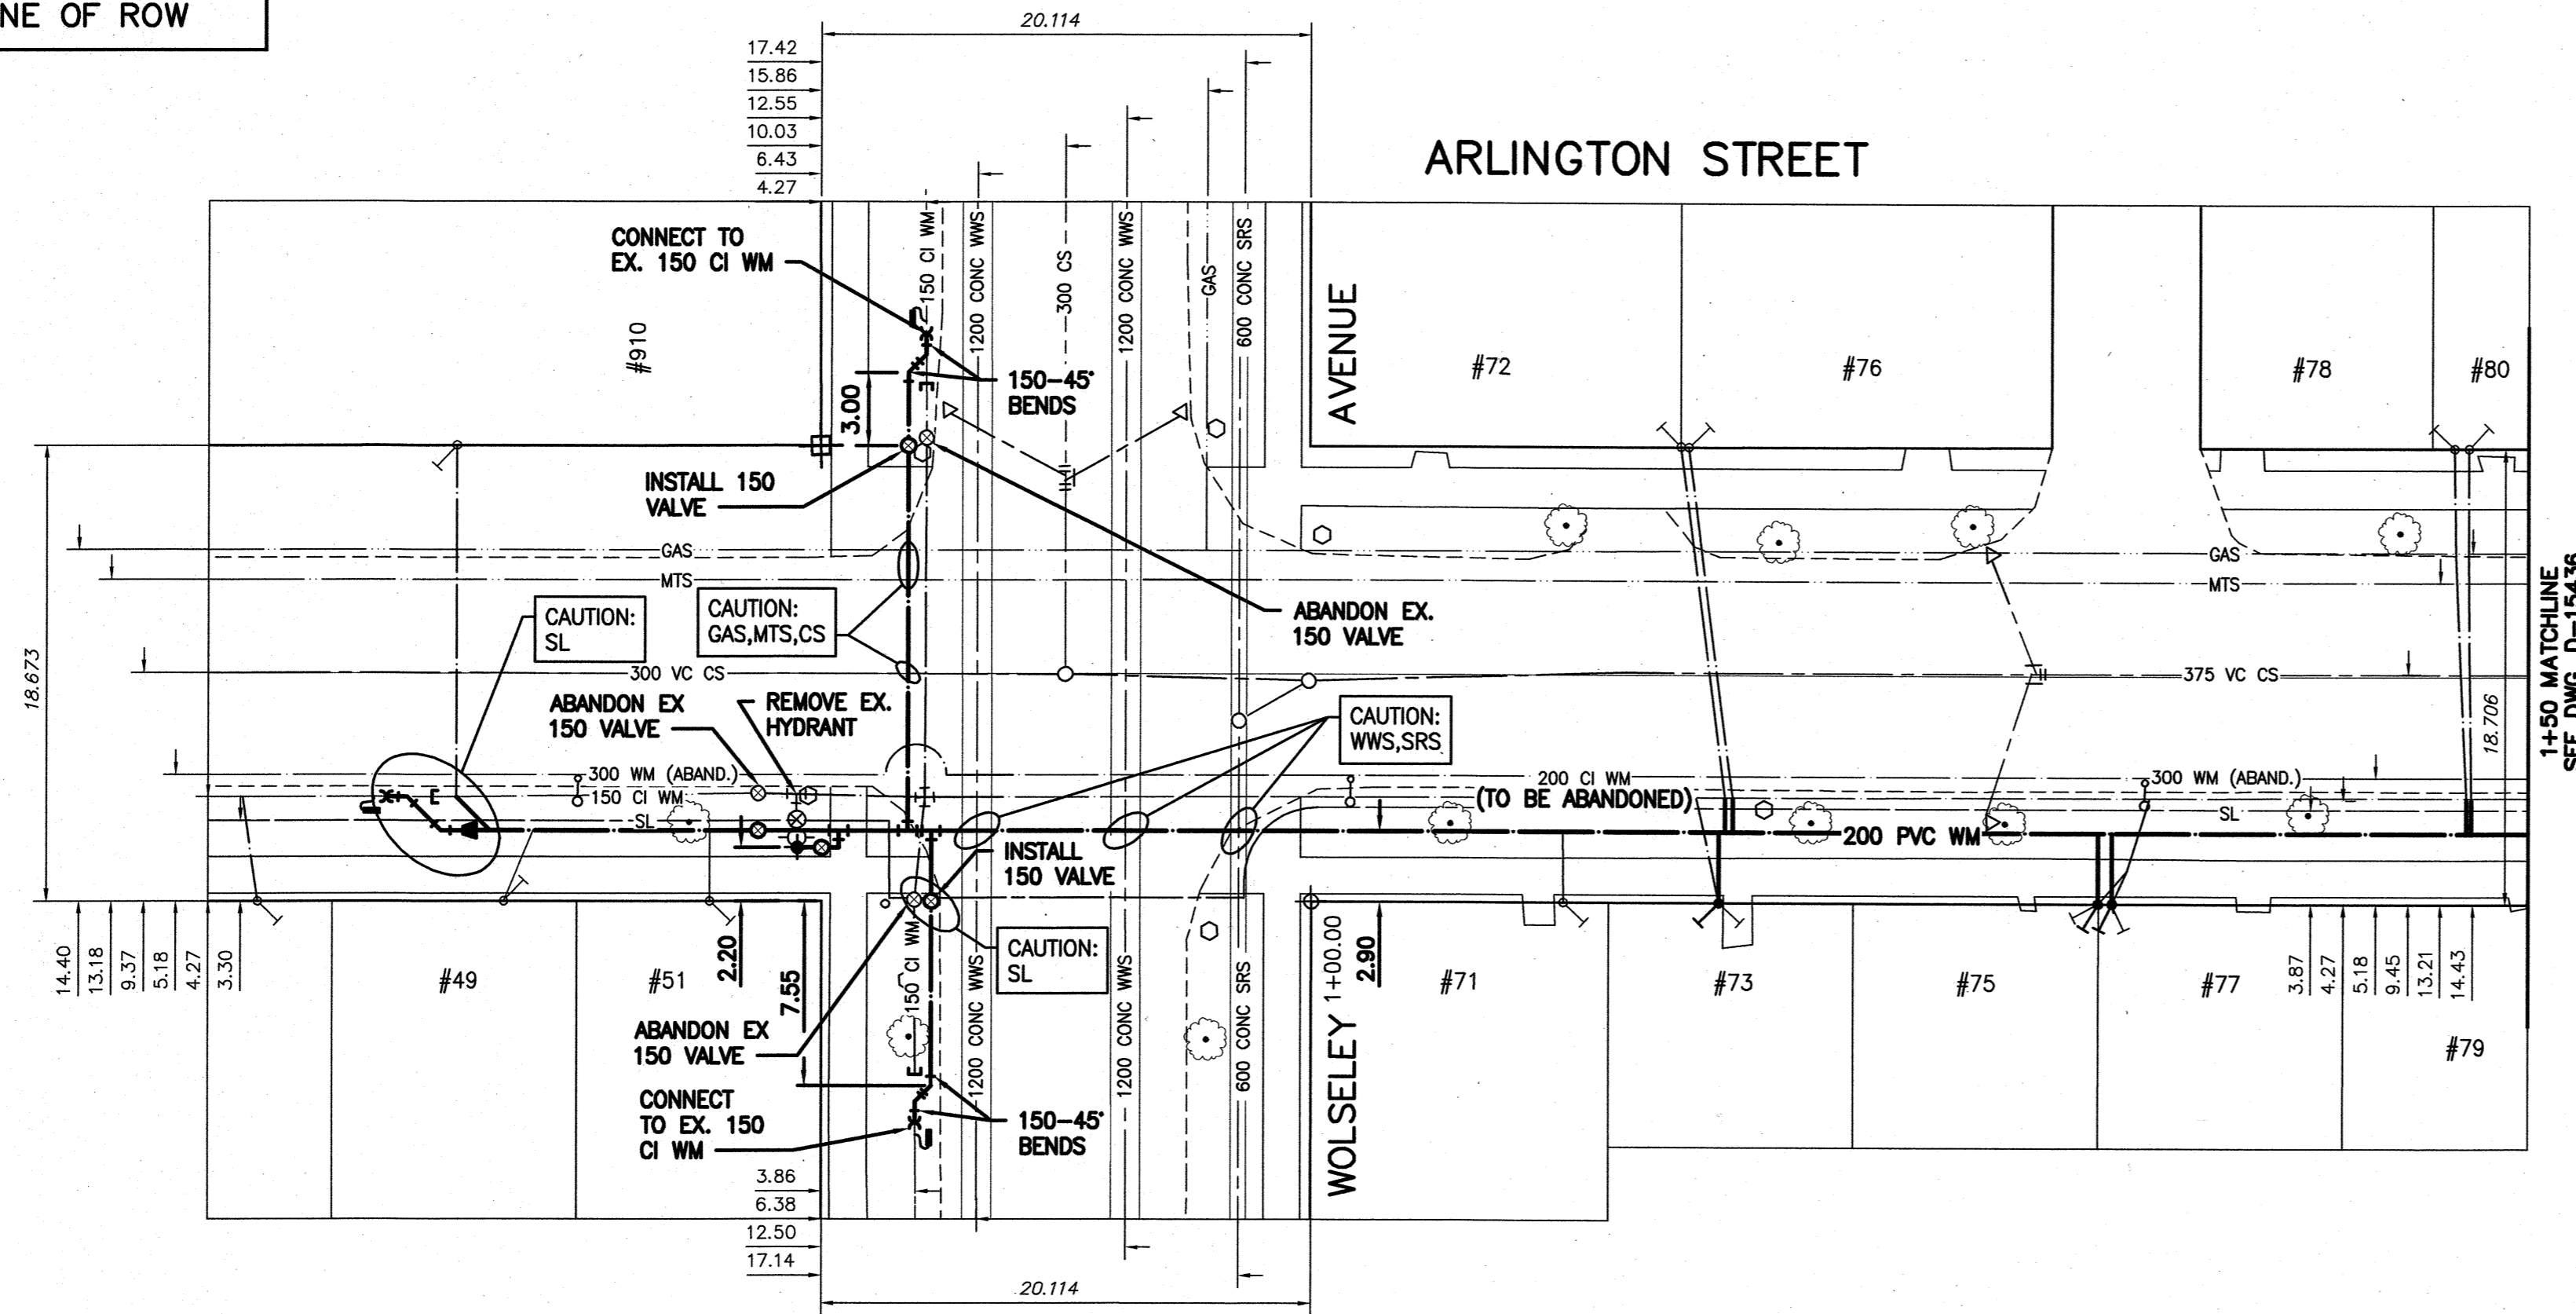 NE OF ROW
20.114
17.42
15.86
12.55
10.03
6.43
4.27
ARLINGTON STREET
CONNECT TO
EX. 150 CI WM
150 CI WM
1200 CONC WWS
300 CS
1200 CONC WWS
GAS
600 CONC SRS
AVENUE
#910
#72
#76
#78
#80
150-45°
BENDS
3.00
INSTALL 150
VALVE
GAS
GAS
MTS
MTS
CAUTION:
SL
CAUTION:
GAS,MTS,CS
ABANDON EX.
150 VALVE
18.673
300 VC CS
375 VC CS
ABANDON EX
150 VALVE
REMOVE EX.
HYDRANT
CAUTION:
WWS,SRS
18.706
1+50 MATCHLINE
SEE DWG. D-15436
300 WM (ABAND.)
150 CI WM
SL
E
200 CI WM
(TO BE ABANDONED)
300 WM (ABAND.)
SL
200 PVC WM
INSTALL
150 VALVE
14.40
13.18
9.37
5.18
4.27
3.30
#49
#51
2.20
7.55
150 CI WM
1200 CONC WWS
CAUTION:
SL
1200 CONC WWS
600 CONC SRS
WOLSELEY 1+00.00
2.90
#71
#73
#75
#77
3.87
4.27
5.18
9.45
13.21
14.43
#79
ABANDON EX
150 VALVE
E
CONNECT
TO EX. 150
CI WM
150-45°
BENDS
3.86
6.38
12.50
17.14
20.114